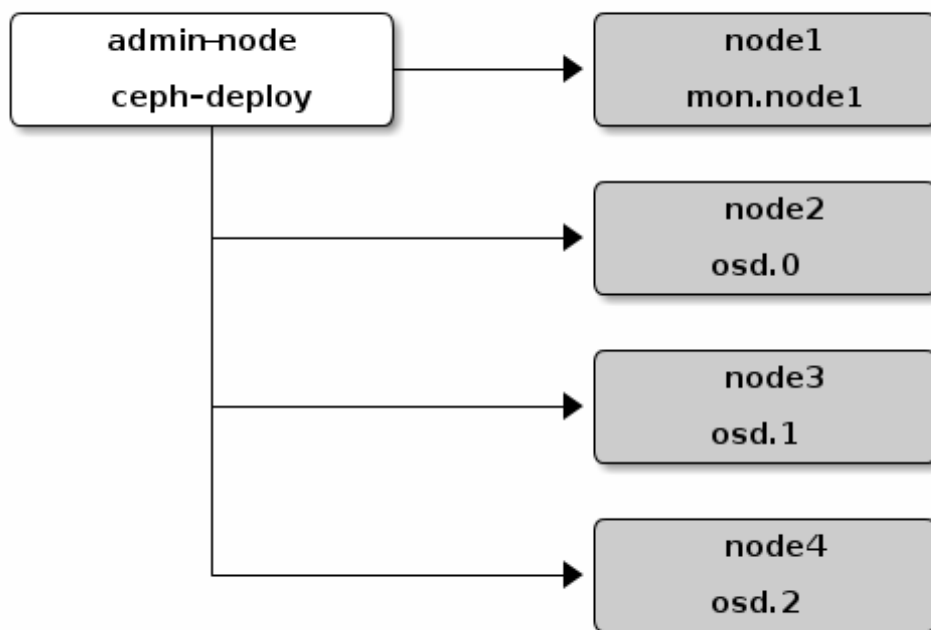 admin-node
ceph-deploy
node1
mon.node1
node2
osd.0
node3
osd.1
node4
osd.2